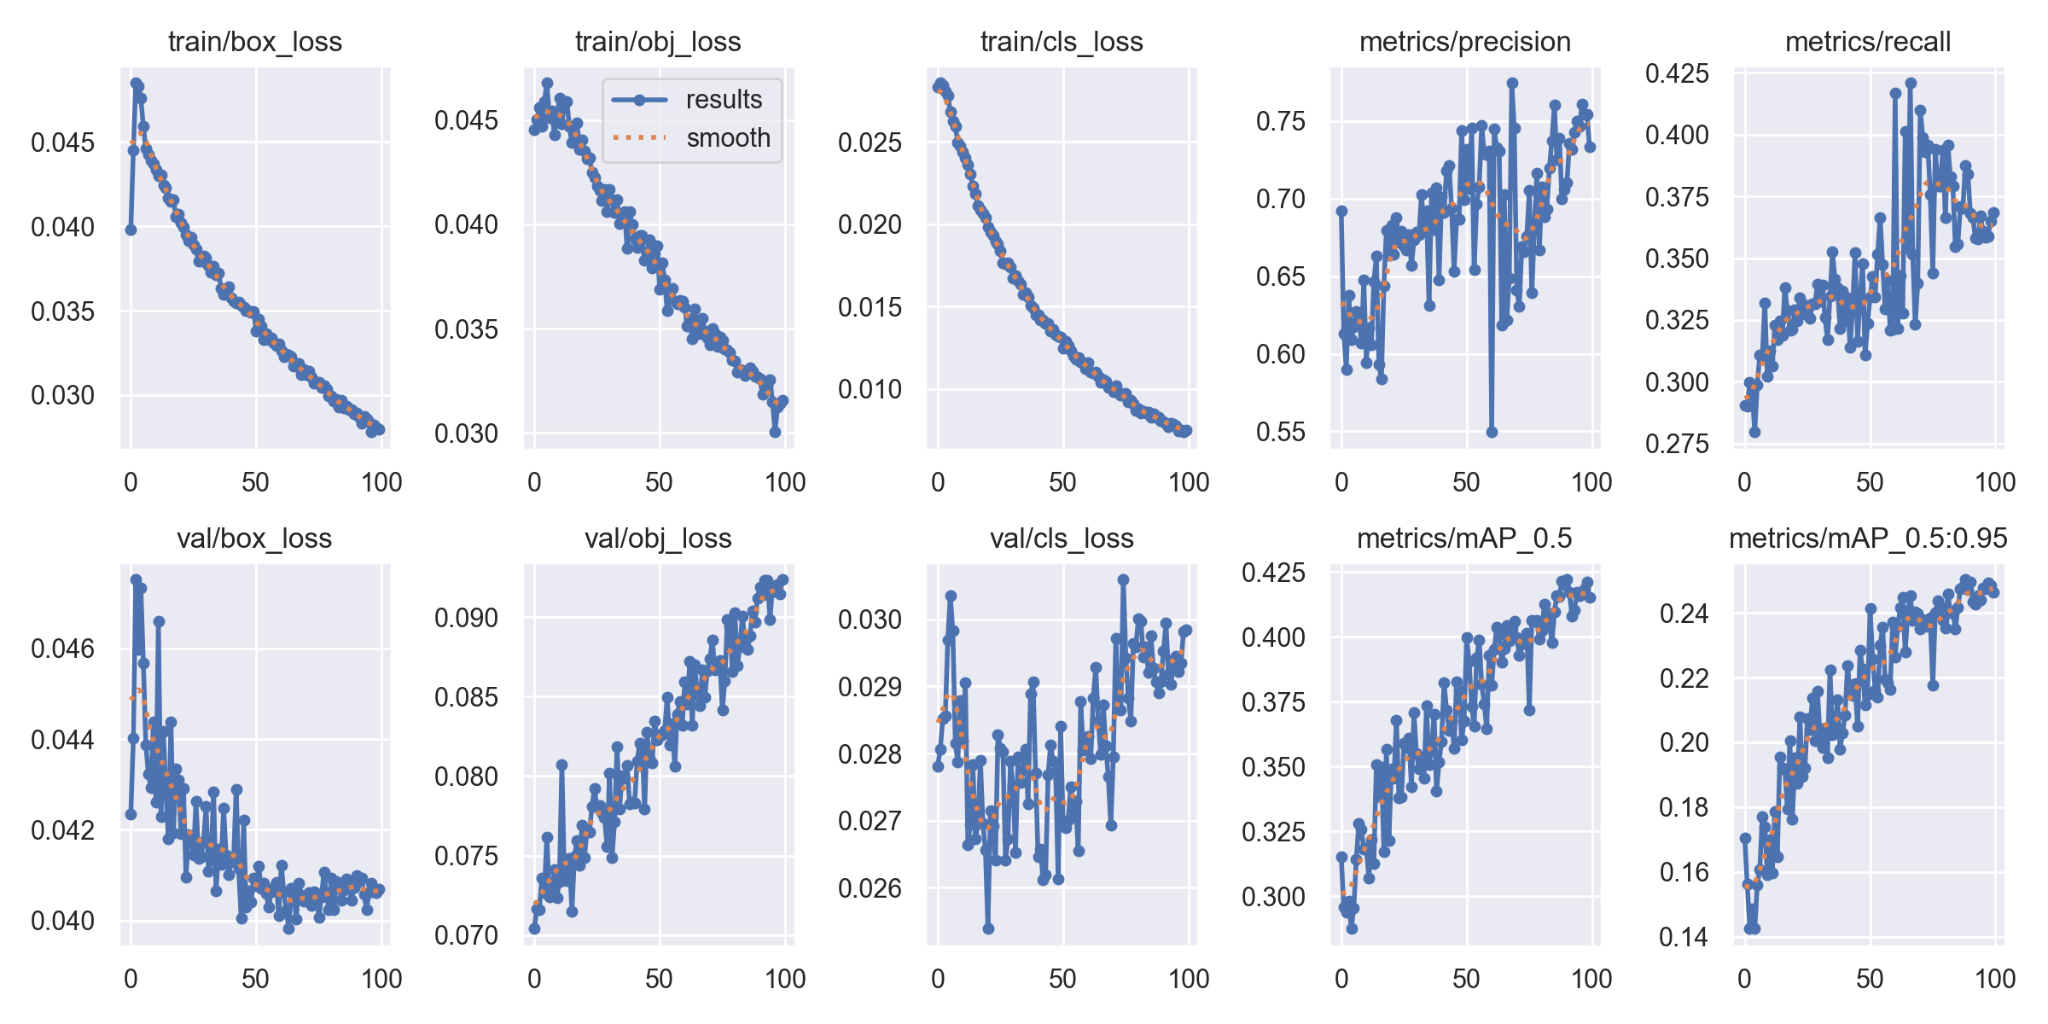 train/box_loss
0.045
0.040
0.035
0.030
0 50 100
train/obj_loss
results
smooth
0.045
0.040
0.035
0.030
0 50 100
train/cls_loss
0.025
0.020
0.015
0.010
0 50 100
metrics/precision
0.75
0.70
0.65
0.60
0.55
0 50 100
metrics/recall
0.425
0.400
0.375
0.350
0.325
0.300
0.275
0 50 100
val/box_loss
0.046
0.044
0.042
0.040
0 50 100
val/obj_loss
0.090
0.085
0.080
0.075
0.070
0 50 100
val/cls_loss
0.030
0.029
0.028
0.027
0.026
0 50 100
metrics/mAP_0.5
0.425
0.400
0.375
0.350
0.325
0.300
0 50 100
metrics/mAP_0.5:0.95
0.24
0.22
0.20
0.18
0.16
0.14
0 50 100